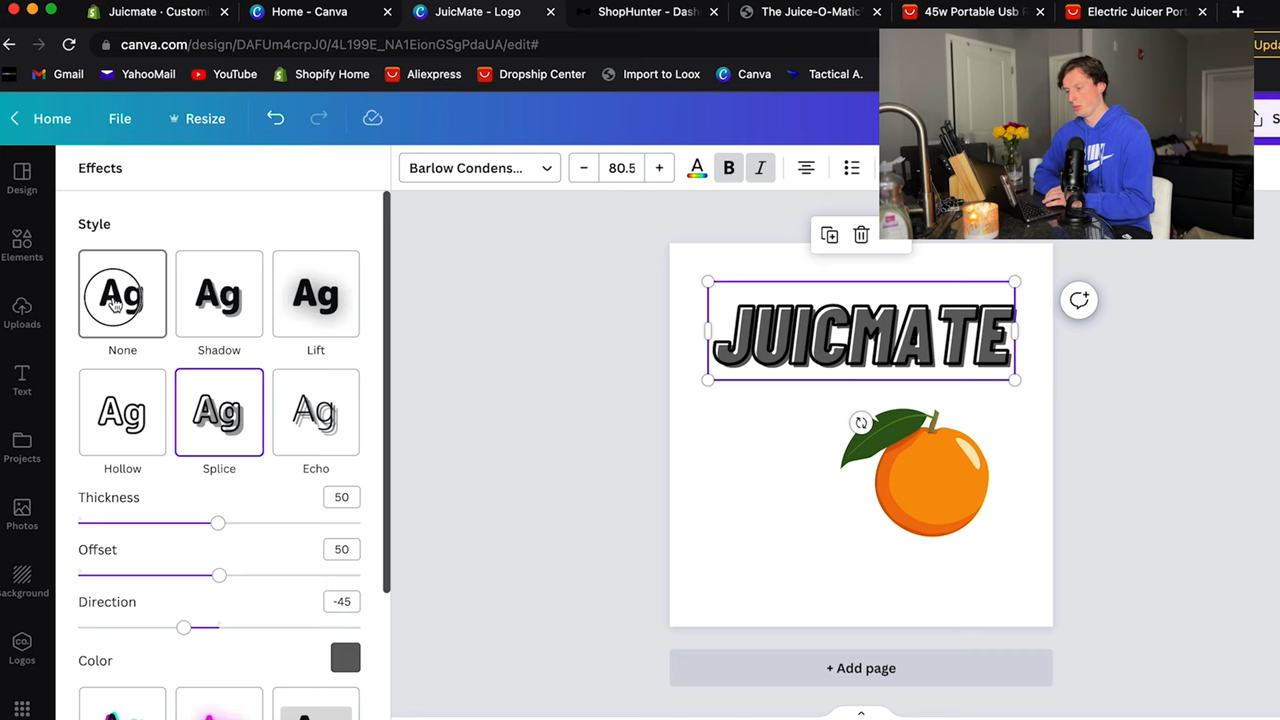 Juicmate · Custom
Home - Canva
JuicMate - Logo
ShopHunter - Dash
The Juice-O-Matic
45w Portable Usb R
Electric Juicer Port
canva.com/design/DAFUm4crpJ0/4L199E_NA1EionGSgPdaUA/edit#
Upda
Gmail
YahooMail
YouTube
Shopify Home
Aliexpress
Dropship Center
Import to Loox
Canva
Tactical A.
Home
File
Resize
S
Effects
Barlow Condens...
80.5
A
B
I
Design
Elements
Uploads
Text
Projects
Photos
Background
Logos
Style
Ag
Ag
Ag
None
Shadow
Lift
Ag
Ag
Ag
Hollow
Splice
Echo
Thickness
50
Offset
50
Direction
-45
Color
JUICMATE
+ Add page